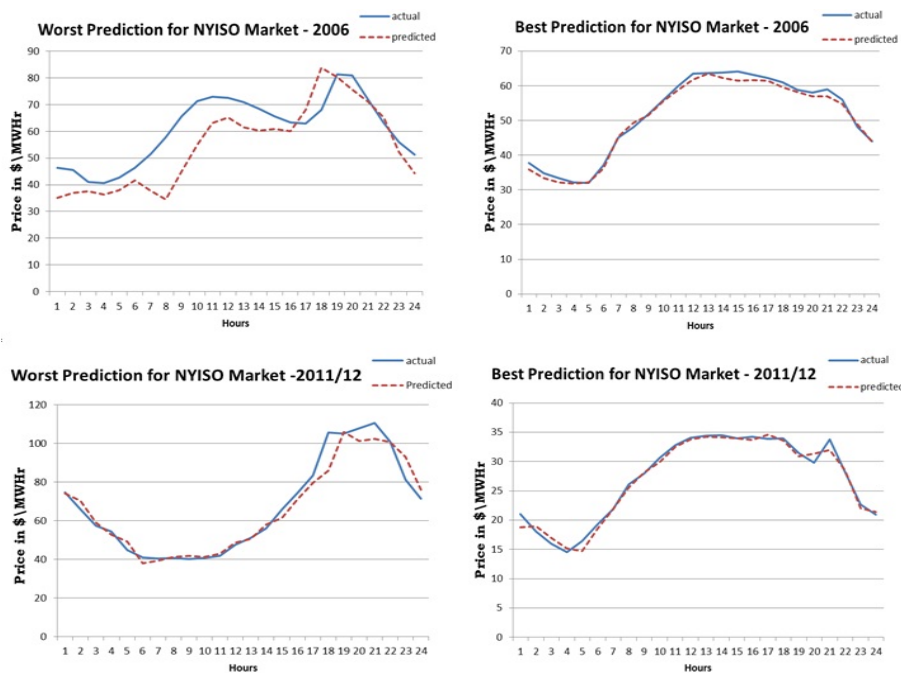 Worst Prediction for NYISO Market - 2006
actual
predicted
Price in $\MWHr
90
80
70
60
50
40
30
20
10
0
1 2 3 4 5 6 7 8 9 10 11 12 13 14 15 16 17 18 19 20 21 22 23 24
Hours
Best Prediction for NYISO Market - 2006
actual
predicted
Price in $\MWHr
70
60
50
40
30
20
10
0
1 2 3 4 5 6 7 8 9 10 11 12 13 14 15 16 17 18 19 20 21 22 23 24
Hours
Worst Prediction for NYISO Market -2011/12
actual
Predicted
Price in $\MWHr
120
100
80
60
40
20
0
1 2 3 4 5 6 7 8 9 10 11 12 13 14 15 16 17 18 19 20 21 22 23 24
Hours
Best Prediction for NYISO Market - 2011/12
actual
predicted
Price in $\MWHr
40
35
30
25
20
15
10
5
0
1 2 3 4 5 6 7 8 9 10 11 12 13 14 15 16 17 18 19 20 21 22 23 24
Hours